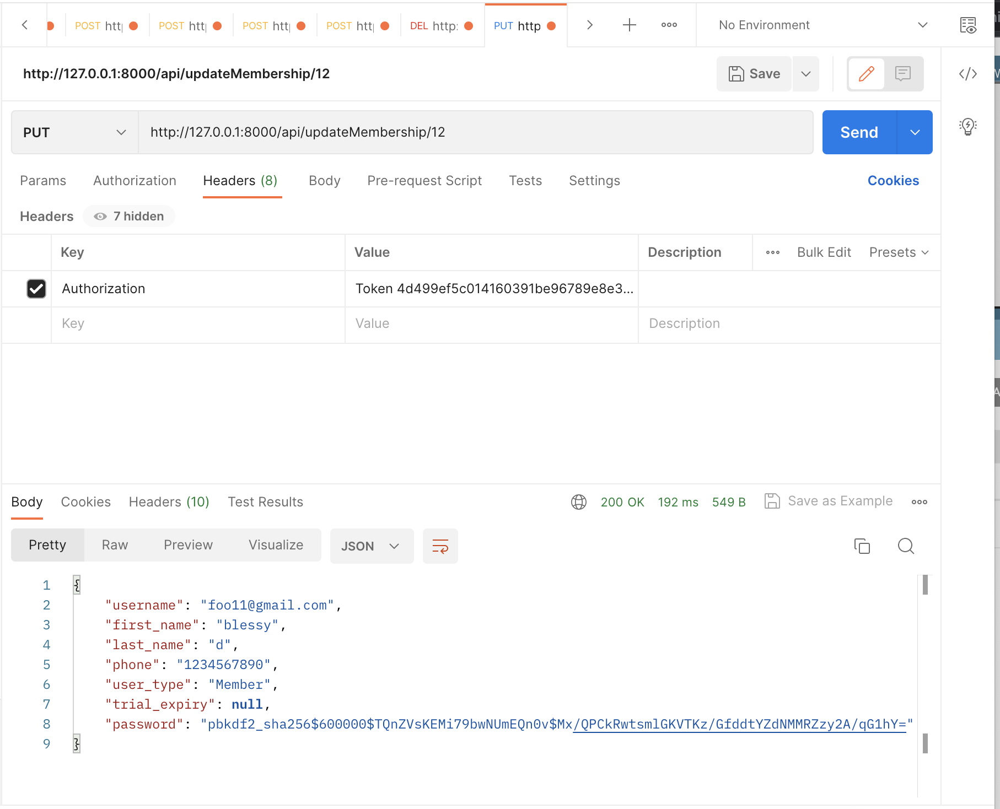 POST http POST http POST http POST http DEL http: PUT http No Environment
http://127.0.0.1:8000/api/updateMembership/12 Save
PUT http://127.0.0.1:8000/api/updateMembership/12 Send
Params Authorization Headers (8) Body Pre-request Script Tests Settings Cookies
Headers 7 hidden
Key Value Description Bulk Edit Presets
Authorization Token 4d499ef5c014160391be96789e8e3...
Key Value Description
Body Cookies Headers (10) Test Results 200 OK 192 ms 549 B Save as Example
Pretty Raw Preview Visualize JSON
1 {
2 "username": "foo11@gmail.com",
3 "first_name": "blessy",
4 "last_name": "d",
5 "phone": "1234567890",
6 "user_type": "Member",
7 "trial_expiry": null,
8 "password": "pbkdf2_sha256$600000$TQnZVsKEMi79bwNUmEQn0v$Mx/QPCkRwtsmlGKVTKz/GfddtYZdNMMRZzy2A/qG1hY="
9 }